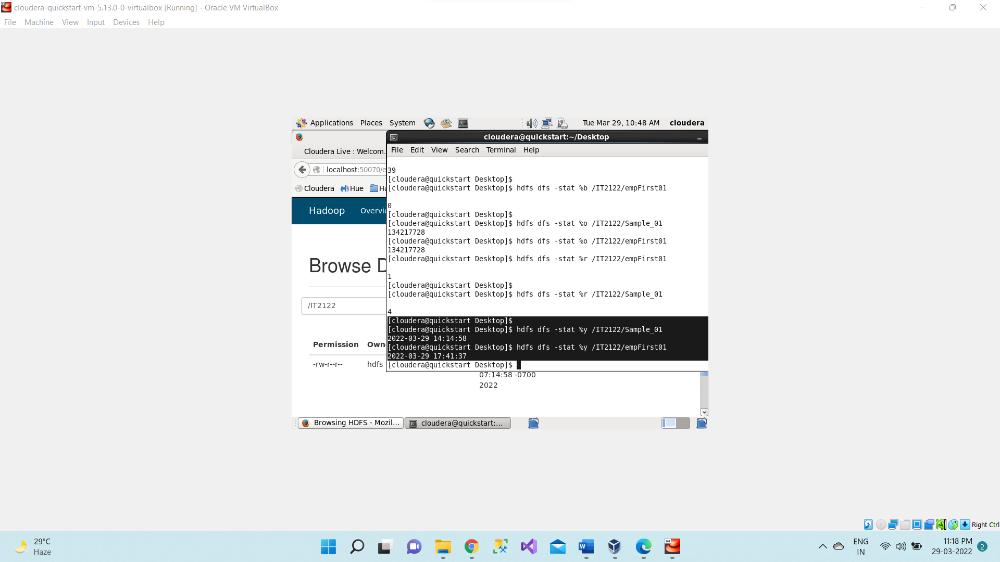 cloudera-quickstart-vm-5.13.0-0-virtualbox [Running] - Oracle VM VirtualBox
File Machine View Input Devices Help
Applications Places System Tue Mar 29, 10:48 AM cloudera
cloudera@quickstart:~/Desktop
Cloudera Live : Welcom.
File Edit View Search Terminal Help
localhost:50070/e
Cloudera Hue Ha
Hadoop Overvie
Browse D
/IT2122
Permission Own
-rw-r--r-- hdfs
39
[cloudera@quickstart Desktop]$
[cloudera@quickstart Desktop]$ hdfs dfs -stat %b /IT2122/empFirst01
0
[cloudera@quickstart Desktop]$
[cloudera@quickstart Desktop]$ hdfs dfs -stat %o /IT2122/Sample_01
134217728
[cloudera@quickstart Desktop]$ hdfs dfs -stat %o /IT2122/empFirst01
134217728
[cloudera@quickstart Desktop]$ hdfs dfs -stat %r /IT2122/empFirst01
1
[cloudera@quickstart Desktop]$
[cloudera@quickstart Desktop]$ hdfs dfs -stat %r /IT2122/Sample_01
4
[cloudera@quickstart Desktop]$
[cloudera@quickstart Desktop]$ hdfs dfs -stat %y /IT2122/Sample_01
2022-03-29 14:14:58
[cloudera@quickstart Desktop]$ hdfs dfs -stat %y /IT2122/empFirst01
2022-03-29 17:41:37
[cloudera@quickstart Desktop]$
07:14:58 -0700
2022
Browsing HDFS - Mozil... cloudera@quickstart:...
Right Ctrl
29°C
Haze
ENG
IN
11:18 PM
29-03-2022
2